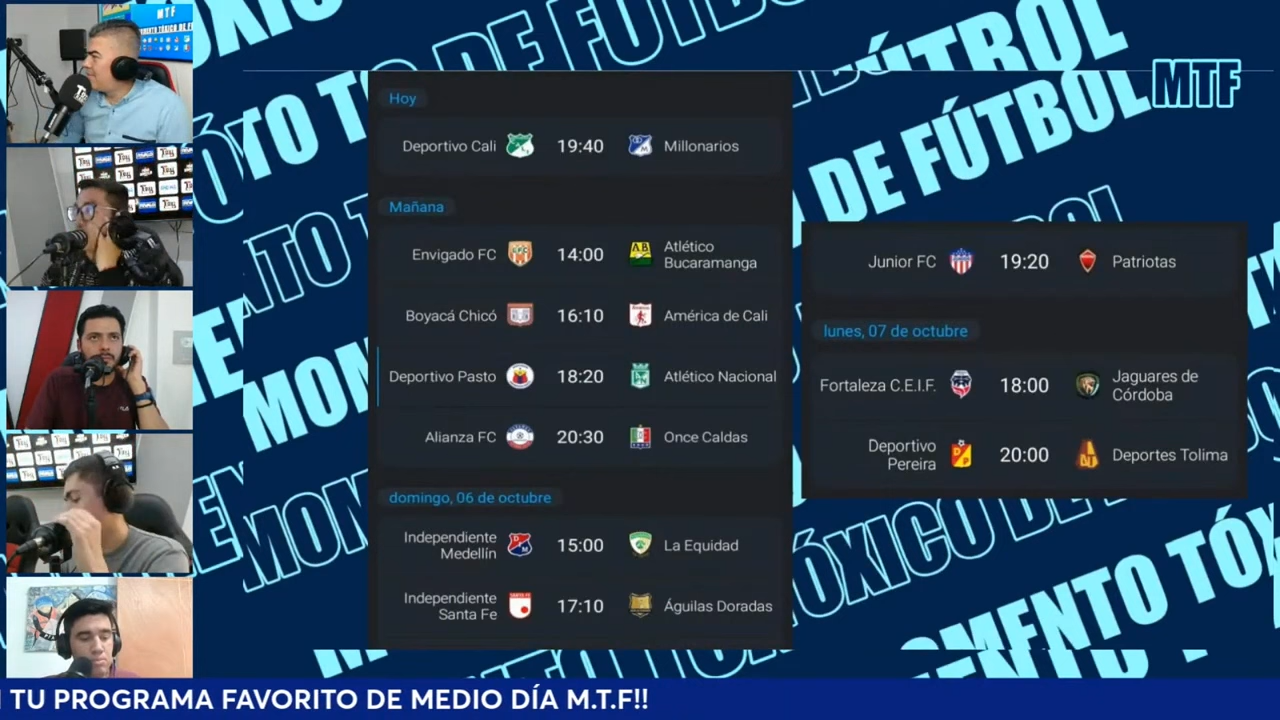 MTF
MOMENTO TÓXICO DE FÚTBOL
MTF
Hoy
Deportivo Cali 19:40 Millonarios
Mañana
Envigado FC 14:00 Atlético
Bucaramanga
Boyacá Chicó 16:10 América de Cali
Deportivo Pasto 18:20 Atlético Nacional
Alianza FC 20:30 Once Caldas
domingo, 06 de octubre
Independiente
Medellín 15:00 La Equidad
Independiente
Santa Fe 17:10 Águilas Doradas
Junior FC 19:20 Patriotas
lunes, 07 de octubre
Fortaleza C.E.I.F. 18:00 Jaguares de
Córdoba
Deportivo
Pereira 20:00 Deportes Tolima
TU PROGRAMA FAVORITO DE MEDIO DÍA M.T.F!!